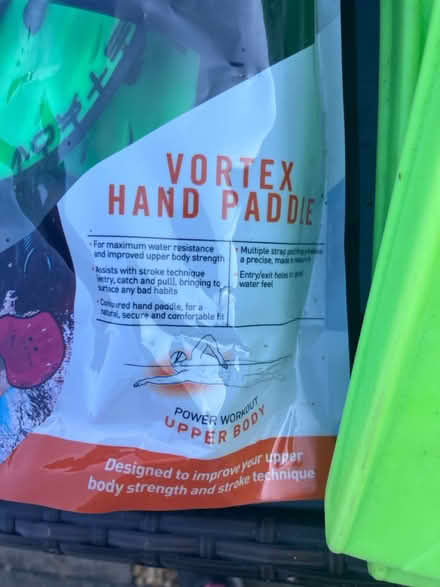 VORTEX
VORTEX
HAND PADDLE
• For maximum water resistance
and improved upper body strength
• Assists with stroke technique
(entry, catch and pull), bringing to
surface any bad habits
• Contoured hand paddle, for a
natural, secure and comfortable fit
• Multiple strap
a precise, made
• Entry/exit holes
water feel
POWER WORKOUT
UPPER BODY
Designed to improve your upper
body strength and stroke technique